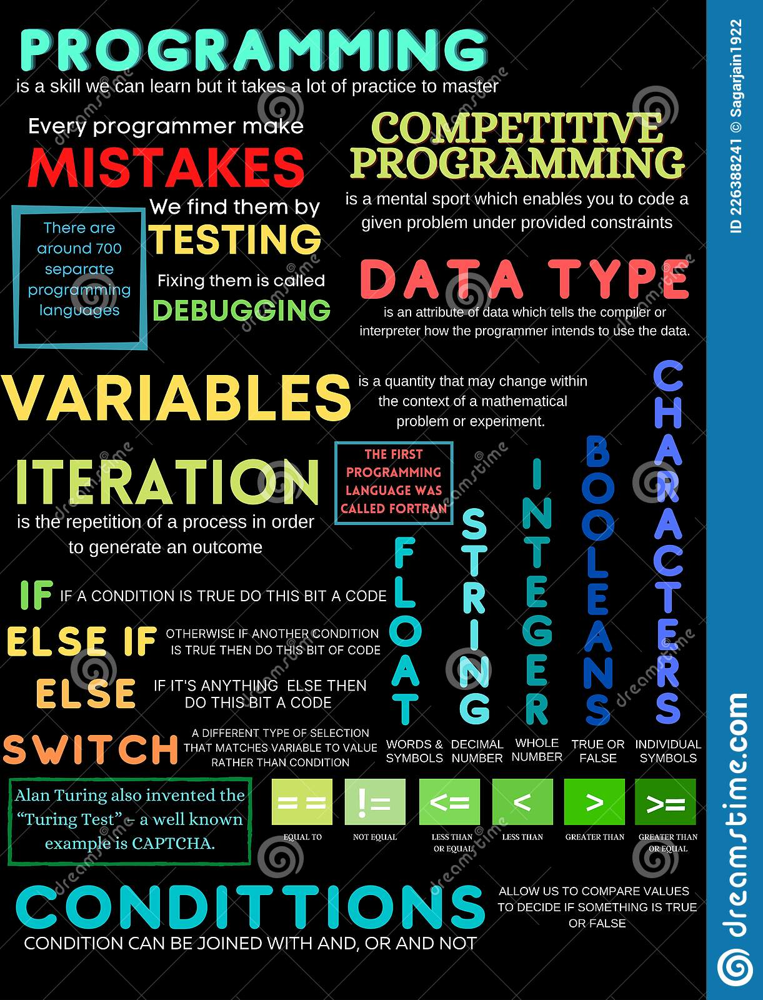 PROGRAMMING
is a skill we can learn but it takes a lot of practice to master
Every programmer make
MISTAKES
We find them by
TESTING
Fixing them is called
DEBUGGING
There are
around 700
separate
programming
languages
COMPETITIVE
PROGRAMMING
is a mental sport which enables you to code a
given problem under provided constraints
DATA TYPE
is an attribute of data which tells the compiler or
interpreter how the programmer intends to use the data.
VARIABLES
is a quantity that may change within
the context of a mathematical
problem or experiment.
ITERATION
is the repetition of a process in order
to generate an outcome
THE FIRST
PROGRAMMING
LANGUAGE WAS
CALLED FORTRAN
IF
IF A CONDITION IS TRUE DO THIS BIT A CODE
ELSE IF
OTHERWISE IF ANOTHER CONDITION
IS TRUE THEN DO THIS BIT OF CODE
ELSE
IF IT'S ANYTHING ELSE THEN
DO THIS BIT A CODE
SWITCH
A DIFFERENT TYPE OF SELECTION
THAT MATCHES VARIABLE TO VALUE
RATHER THAN CONDITION
FLOAT
WORDS &
SYMBOLS
STRING
DECIMAL
NUMBER
INTEGER
WHOLE
NUMBER
BOOLEANS
TRUE OR
FALSE
CHARACTERS
INDIVIDUAL
SYMBOLS
Alan Turing also invented the
“Turing Test” – a well known
example is CAPTCHA.
==
EQUAL TO
!=
NOT EQUAL
<=
LESS THAN
OR EQUAL
<
LESS THAN
>
GREATER THAN
>=
GREATER THAN
OR EQUAL
CONDITTIONS
CONDITION CAN BE JOINED WITH AND, OR AND NOT
ALLOW US TO COMPARE VALUES
TO DECIDE IF SOMETHING IS TRUE
OR FALSE
ID 226388241 © Sagarjain1922
dreamstime.com